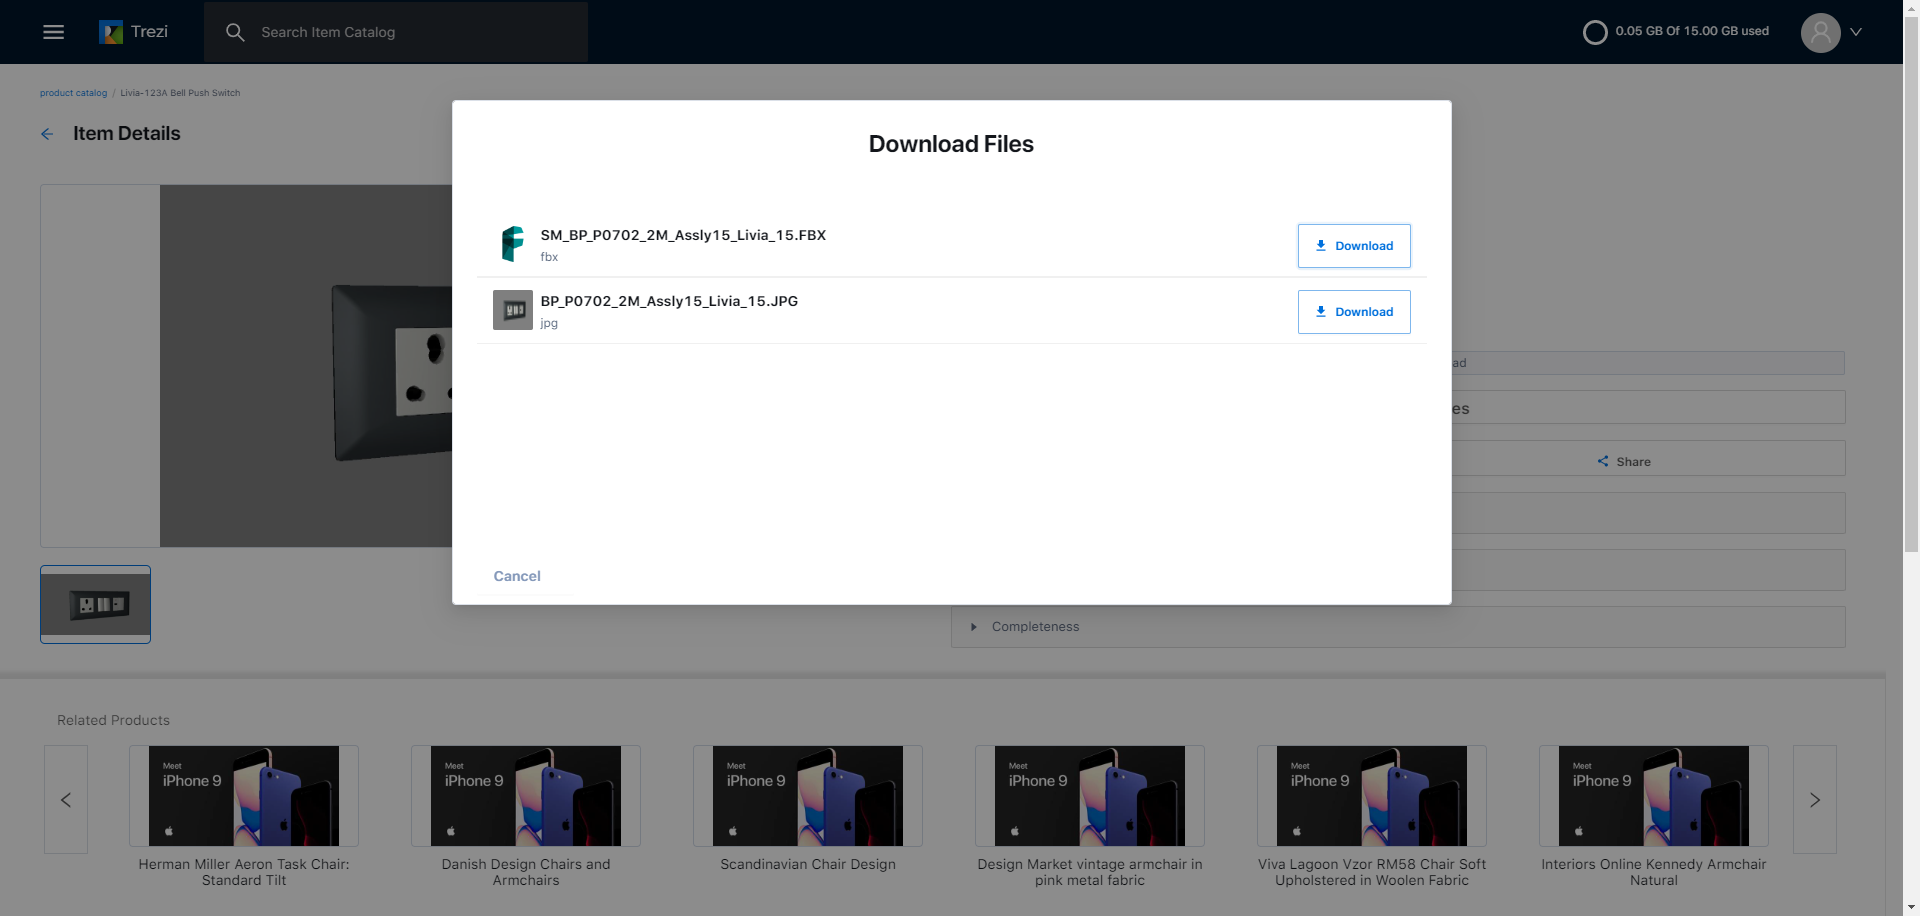 Trezi
Search Item Catalog
0.05 GB Of 15.00 GB used
product catalog / Livia-123A Bell Push Switch
Item Details
Download Files
SM_BP_P0702_2M_Assly15_Livia_15.FBX
fbx
Download
BP_P0702_2M_Assly15_Livia_15.JPG
jpg
Download
ad
es
Share
Cancel
Completeness
Related Products
Meet
iPhone 9
Meet
iPhone 9
Meet
iPhone 9
Meet
iPhone 9
Meet
iPhone 9
Meet
iPhone 9
Herman Miller Aeron Task Chair:
Standard Tilt
Danish Design Chairs and
Armchairs
Scandinavian Chair Design
Design Market vintage armchair in
pink metal fabric
Viva Lagoon Vzor RM58 Chair Soft
Upholstered in Woolen Fabric
Interiors Online Kennedy Armchair
Natural